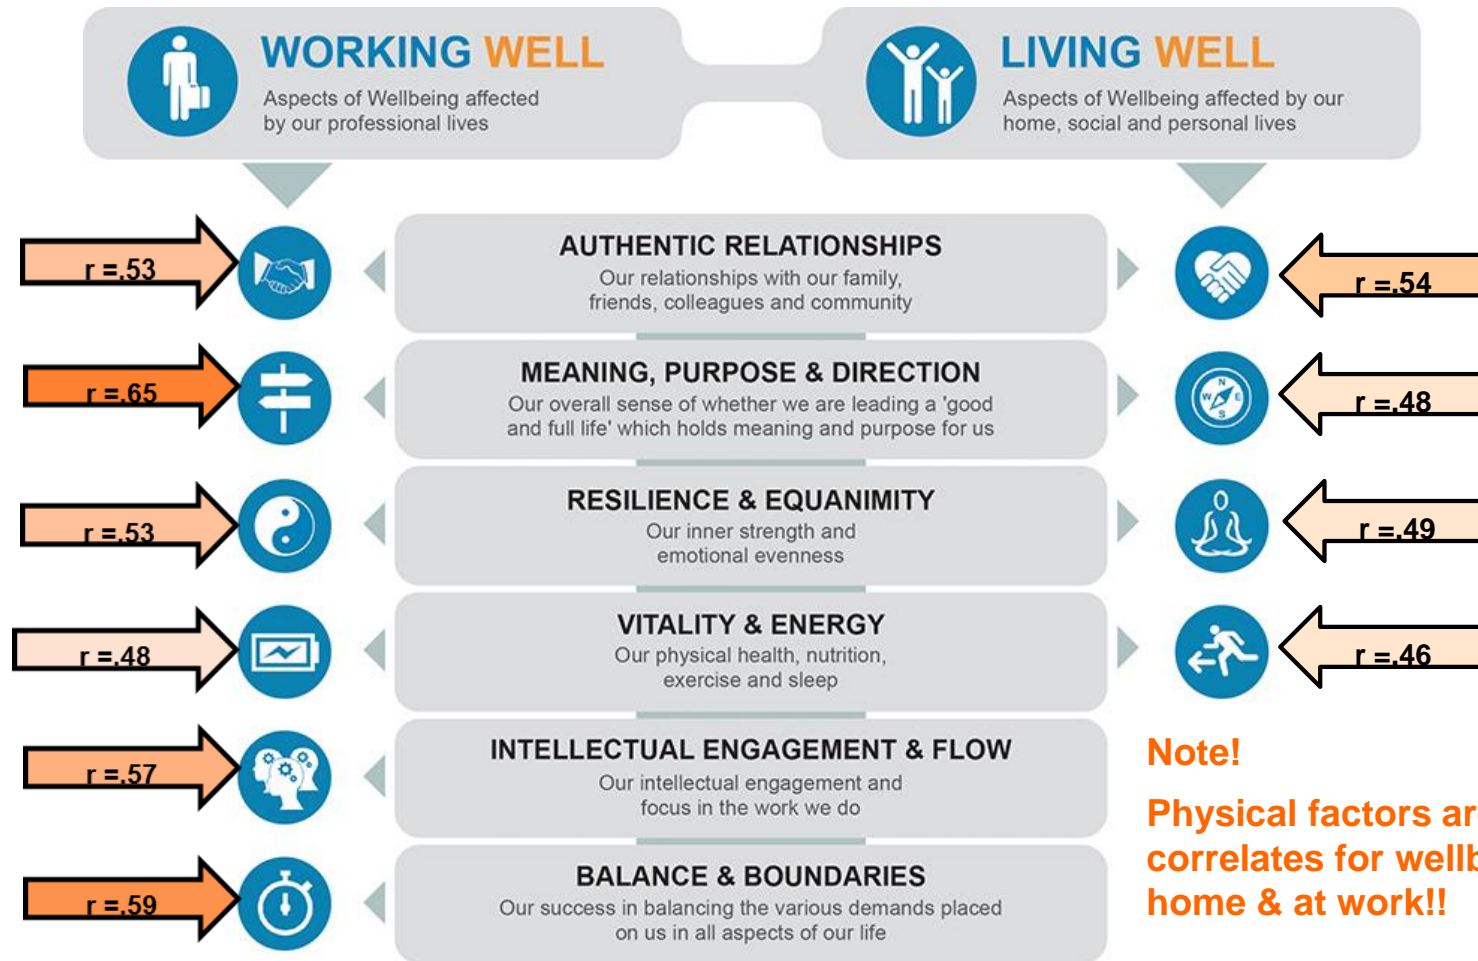 WORKING WELL
Aspects of Wellbeing affected
by our professional lives
LIVING WELL
Aspects of Wellbeing affected by our
home, social and personal lives
r =.53
AUTHENTIC RELATIONSHIPS
Our relationships with our family,
friends, colleagues and community
r =.54
r =.65
MEANING, PURPOSE & DIRECTION
Our overall sense of whether we are leading a 'good
and full life' which holds meaning and purpose for us
N
W E
S
r =.48
r =.53
RESILIENCE & EQUANIMITY
Our inner strength and
emotional evenness
r =.49
r =.48
VITALITY & ENERGY
Our physical health, nutrition,
exercise and sleep
r =.46
r =.57
INTELLECTUAL ENGAGEMENT & FLOW
Our intellectual engagement and
focus in the work we do
r =.59
BALANCE & BOUNDARIES
Our success in balancing the various demands placed
on us in all aspects of our life
Note!
Physical factors
correlates for
home & at work!!